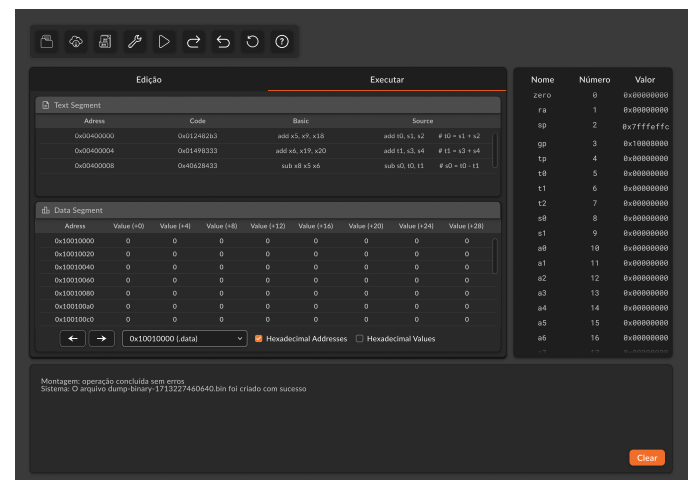 Edição Executar
Text Segment
Adress Code Basic Source
0x00400000 0x012482b3 add x5, x9, x18 add t0, s1, s2 # t0 = s1 + s2
0x00400004 0x01498333 add x6, x19, x20 add t1, s3, s4 # t1 = s3 + s4
0x00400008 0x40628433 sub x8 x5 x6 sub s0, t0, t1 # s0 = t0 - t1
Data Segment
Adress Value (+0) Value (+4) Value (+8) Value (+12) Value (+16) Value (+20) Value (+24) Value (+28)
0x10010000 0 0 0 0 0 0 0 0
0x10010020 0 0 0 0 0 0 0 0
0x10010040 0 0 0 0 0 0 0 0
0x10010060 0 0 0 0 0 0 0 0
0x10010080 0 0 0 0 0 0 0 0
0x100100a0 0 0 0 0 0 0 0 0
0x100100c0 0 0 0 0 0 0 0 0
0x10010000 (.data) Hexadecimal Addresses Hexadecimal Values
Nome Número Valor
zero 0 0x00000000
ra 1 0x00000000
sp 2 0x7fffeffc
gp 3 0x10008000
tp 4 0x00000000
t0 5 0x00000000
t1 6 0x00000000
t2 7 0x00000000
s0 8 0x00000000
s1 9 0x00000000
a0 10 0x00000000
a1 11 0x00000000
a2 12 0x00000000
a3 13 0x00000000
a4 14 0x00000000
a5 15 0x00000000
a6 16 0x00000000
Montagem: operação concluída sem erros
Sistema: O arquivo dump-binary-1713227460640.bin foi criado com sucesso
Clear